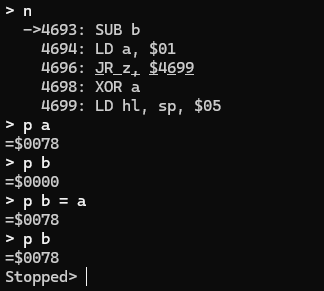 > n
  ->4693: SUB b
    4694: LD a, $01
    4696: JR z, $4699
    4698: XOR a
    4699: LD hl, sp, $05
> p a
=$0078
> p b
=$0000
> p b = a
=$0078
> p b
=$0078
Stopped>